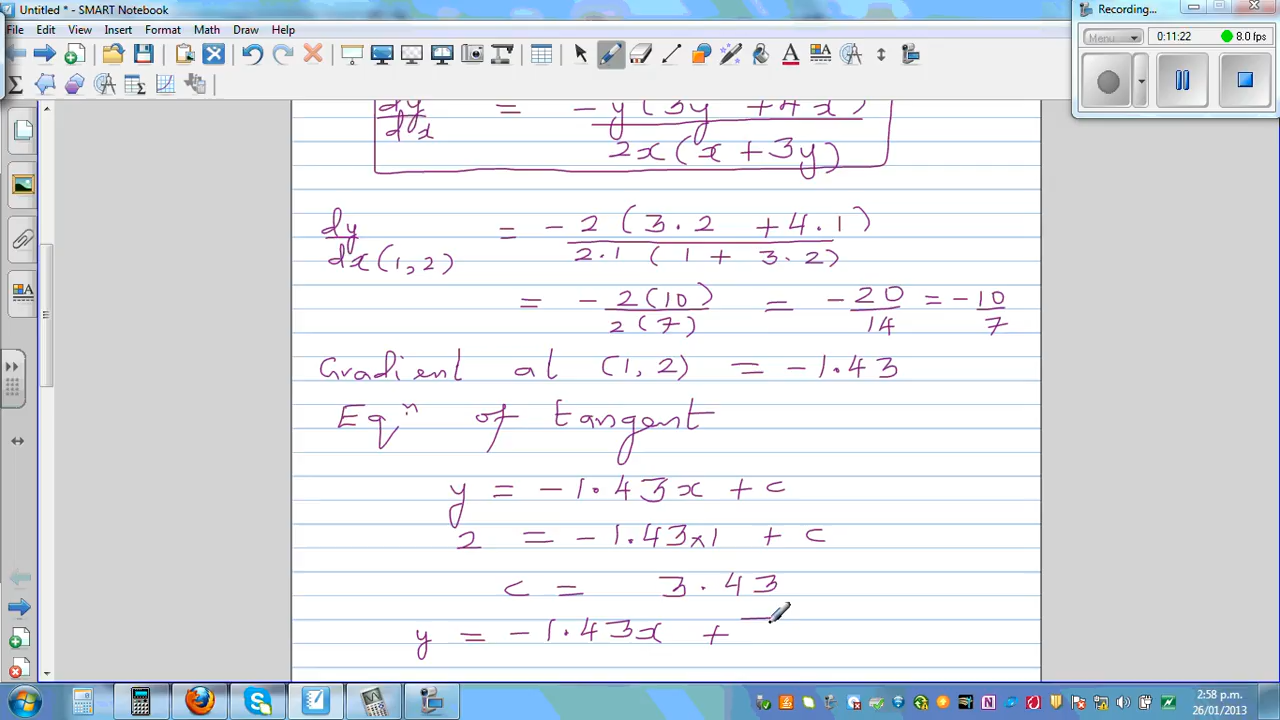 Untitled * - SMART Notebook
File Edit View Insert Format Math Draw Help
Recording...
Menu
0:11:22
8.0 fps
dy/dx = -y(3y + 4x) / 2x(x + 3y)
dy/dx (1,2) = -2(3.2 + 4.1) / 2.1(1 + 3.2)
= -2(10)/2(7) = -20/14 = -10/7
Gradient at (1,2) = -1.43
Eqn of tangent
y = -1.43x + c
2 = -1.43x1 + c
c = 3.43
y = -1.43x +
2:58 p.m.
26/01/2013